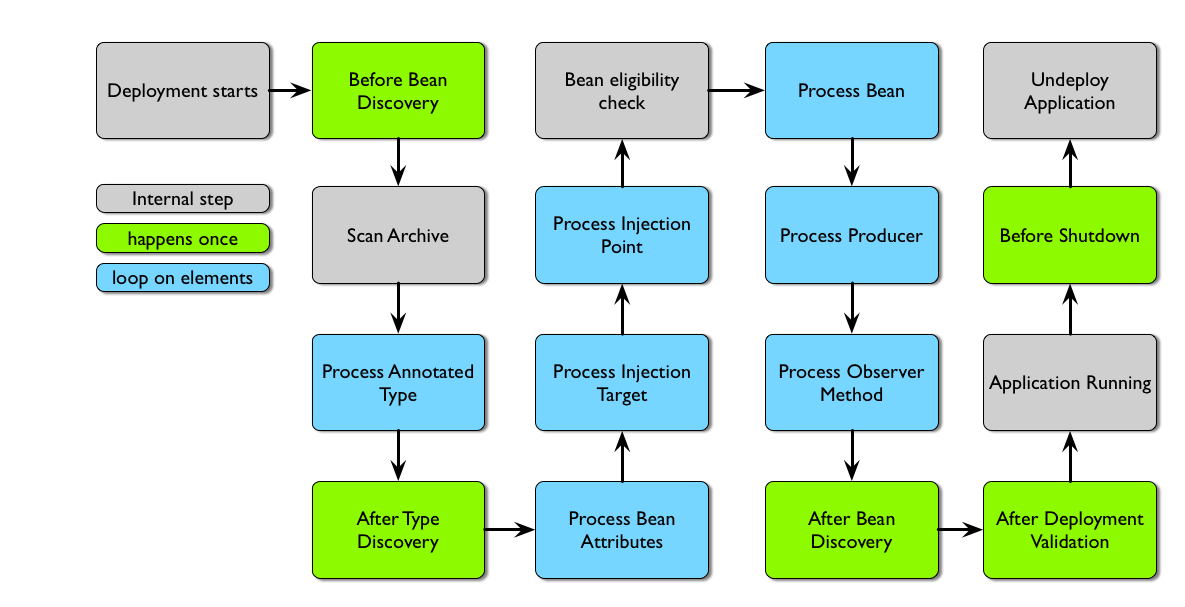 Deployment starts
Before Bean
Discovery
Bean eligibility
check
Process Bean
Undeploy
Application
Internal step
happens once
loop on elements
Scan Archive
Process Injection
Point
Process Producer
Before Shutdown
Process Annotated
Type
Process Injection
Target
Process Observer
Method
Application Running
After Type
Discovery
Process Bean
Attributes
After Bean
Discovery
After Deployment
Validation